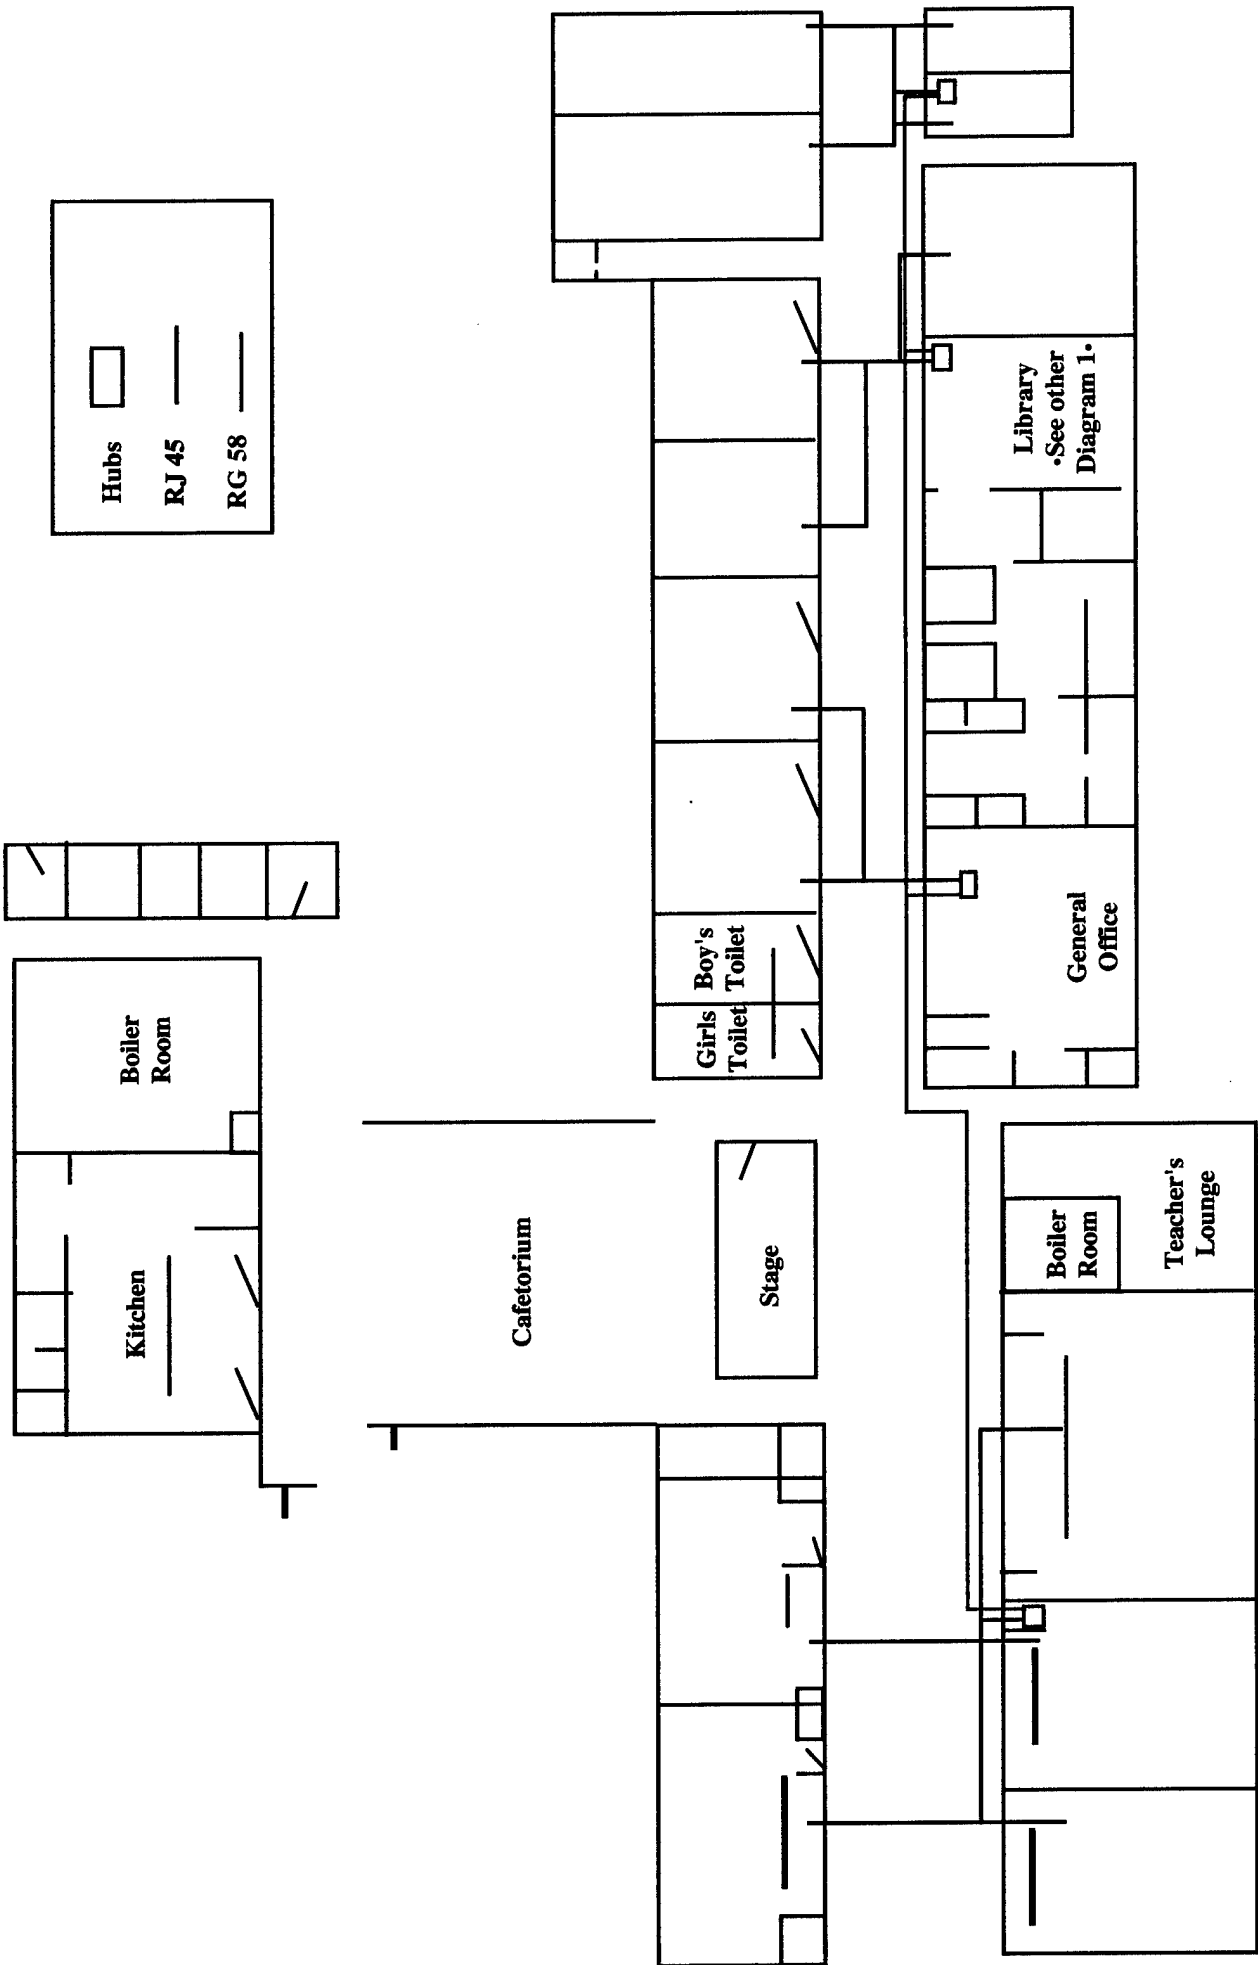 Hubs
RJ 45
RG 58
Library
•See other
Diagram 1•
Boy's
Toilet
Girls
Toilet
General
Office
Boiler
Room
Kitchen
Cafetorium
Stage
Boiler
Room
Teacher's
Lounge